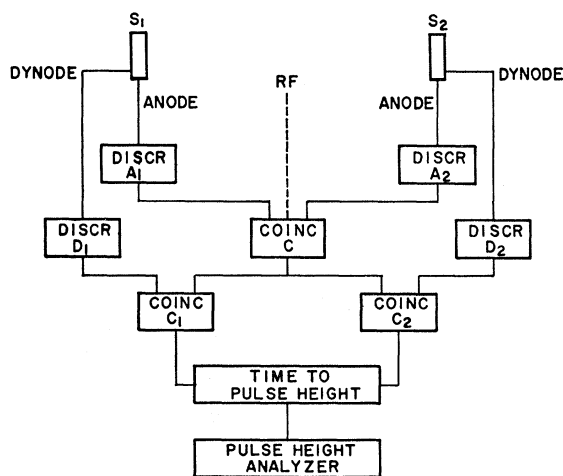 S1
S2
DYNODE
RF
DYNODE
ANODE
ANODE
DISCR
A1
DISCR
A2
DISCR
D1
COINC
C
DISCR
D2
COINC
C1
COINC
C2
TIME TO
PULSE HEIGHT
PULSE HEIGHT
ANALYZER